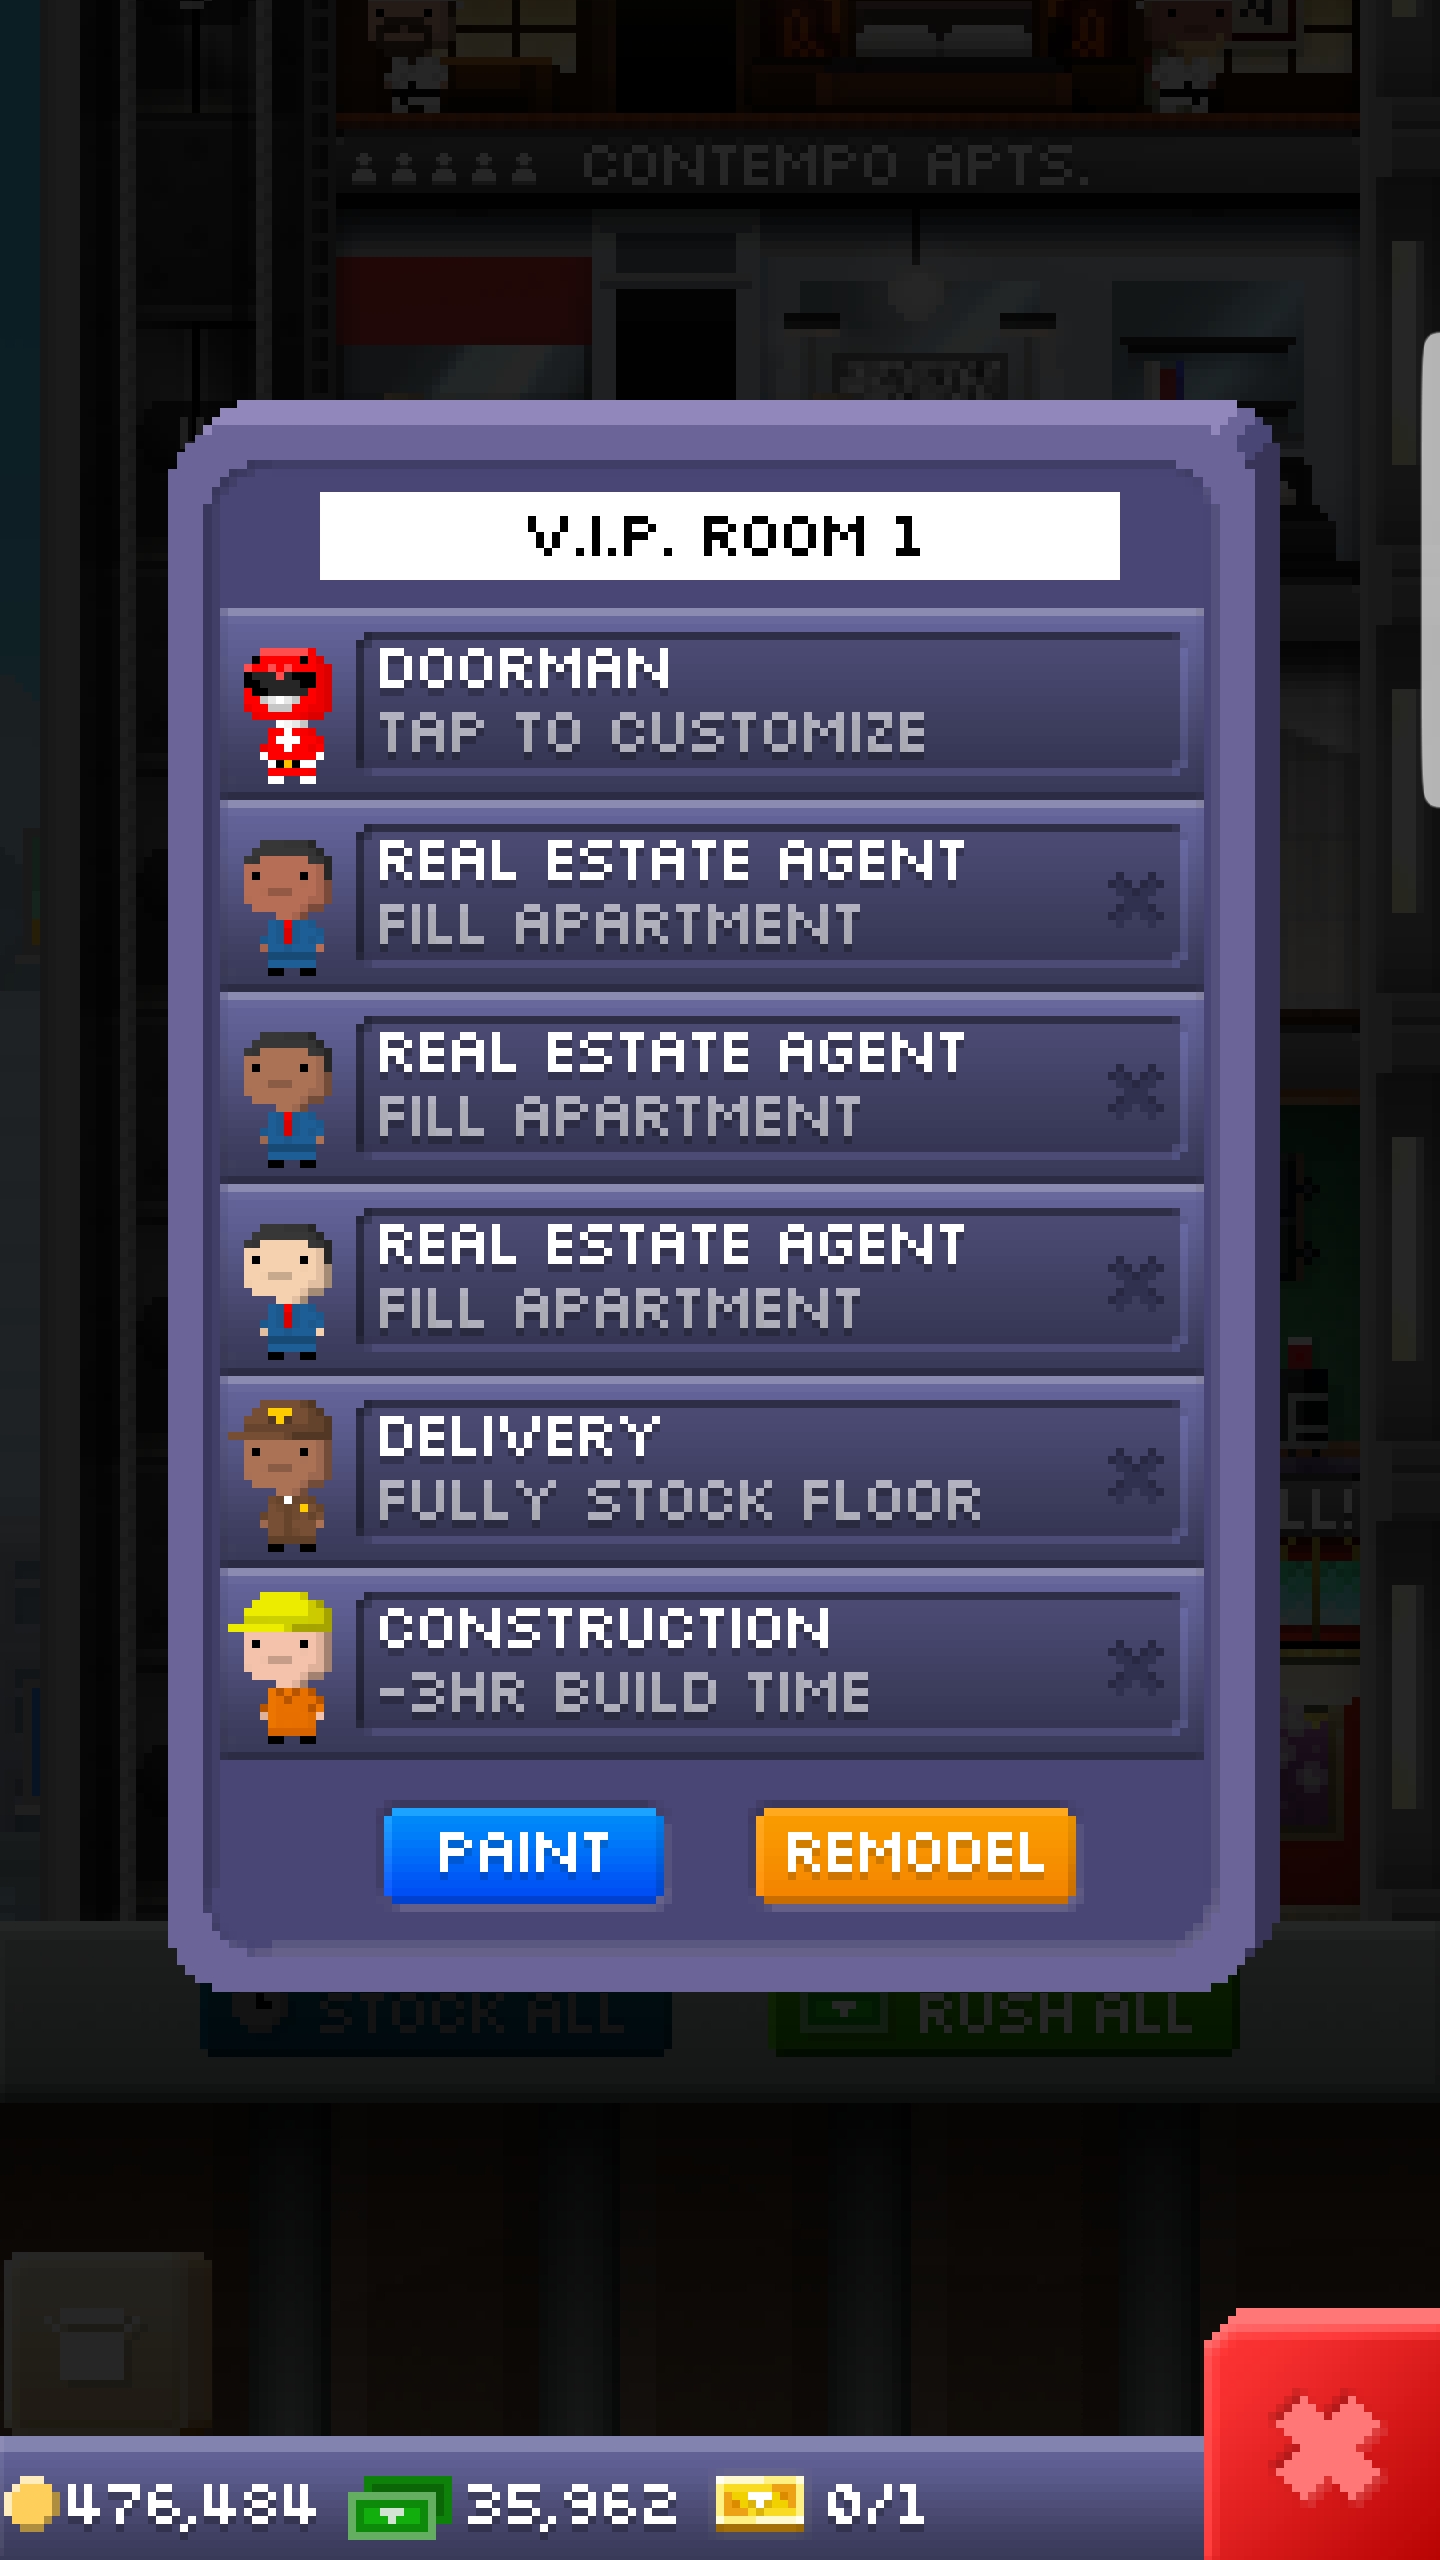 CONTEMPO APTS.
V.I.P. ROOM 1
DOORMAN
TAP TO CUSTOMIZE
REAL ESTATE AGENT
FILL APARTMENT
REAL ESTATE AGENT
FILL APARTMENT
REAL ESTATE AGENT
FILL APARTMENT
DELIVERY
FULLY STOCK FLOOR
LL!
CONSTRUCTION
-3HR BUILD TIME
PAINT
REMODEL
STOCK ALL
RUSH ALL
476,484
35,962
0/1